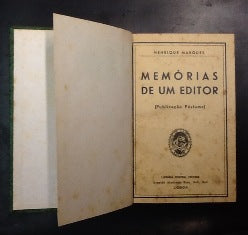 HENRIQUE MARQUES
MEMÓRIAS
DE UM EDITOR
(Publicação Póstuma)
LISBOA